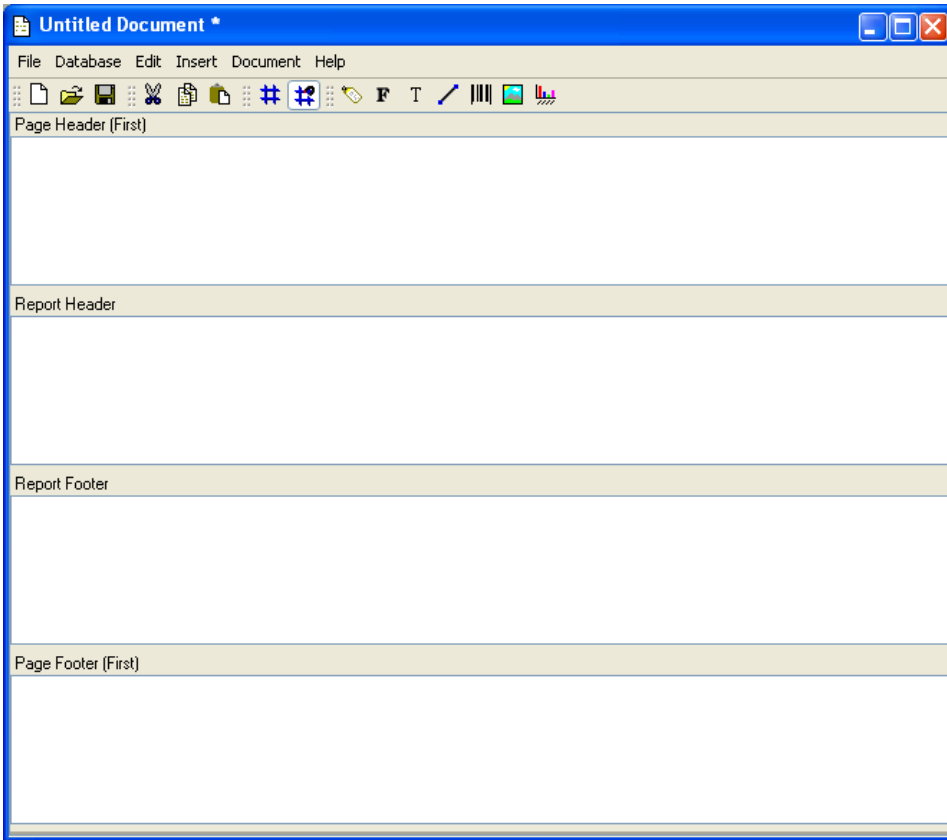 Untitled Document *
File Database Edit Insert Document Help
F T
Page Header (First)
Report Header
Report Footer
Page Footer (First)